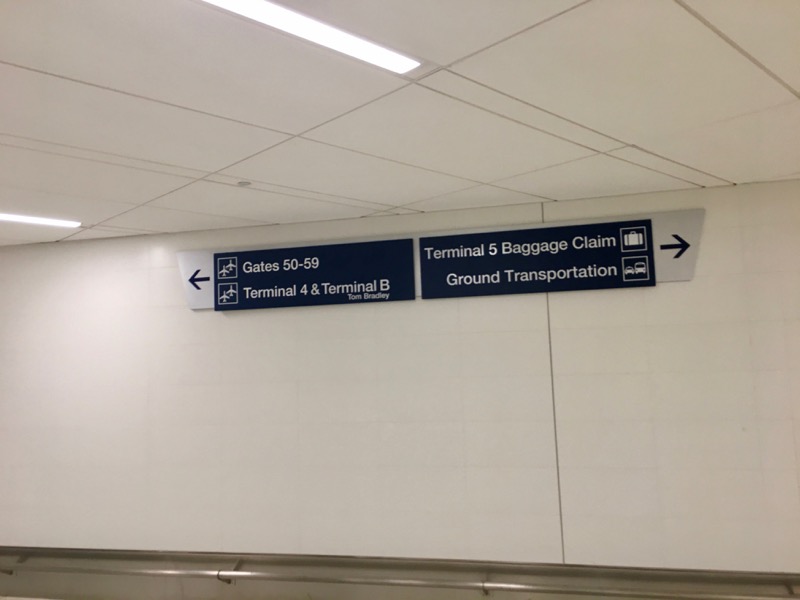 Gates 50-59
Terminal 4 & Terminal B
Tom Bradley
Terminal 5 Baggage Claim
Ground Transportation